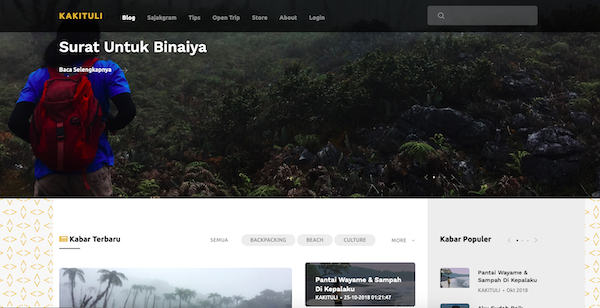 KAKITULI
Blog Sajakgram Tips Open Trip Store About Login
Surat Untuk Binaiya
Baca Selengkapnya
Kabar Terbaru
SEMUA BACKPACKING BEACH CULTURE MORE
Kabar Populer
Pantai Wayame & Sampah
Di Kepalaku
KAKITULI • 25-10-2018 01:21:47
Pantai Wayame &
Sampah Di Kepalaku
KAKITULI • Okt 2018